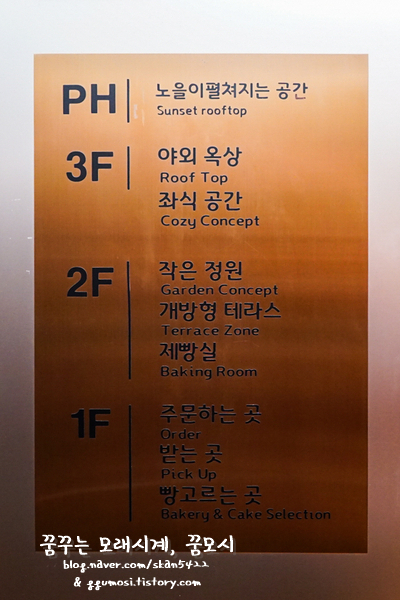 PH
노을이펼쳐지는 공간
Sunset rooftop
3F
야외 옥상
Roof Top
좌식 공간
Cozy Concept
2F
작은 정원
Garden Concept
개방형 테라스
Terrace Zone
제빵실
Baking Room
1F
주문하는 곳
Order
받는 곳
Pick Up
빵고르는 곳
Bakery & Cake Selection
꿈꾸는 모래시계, 꿈모시
blog.naver.com/skan5422
& ggumosi.tistory.com